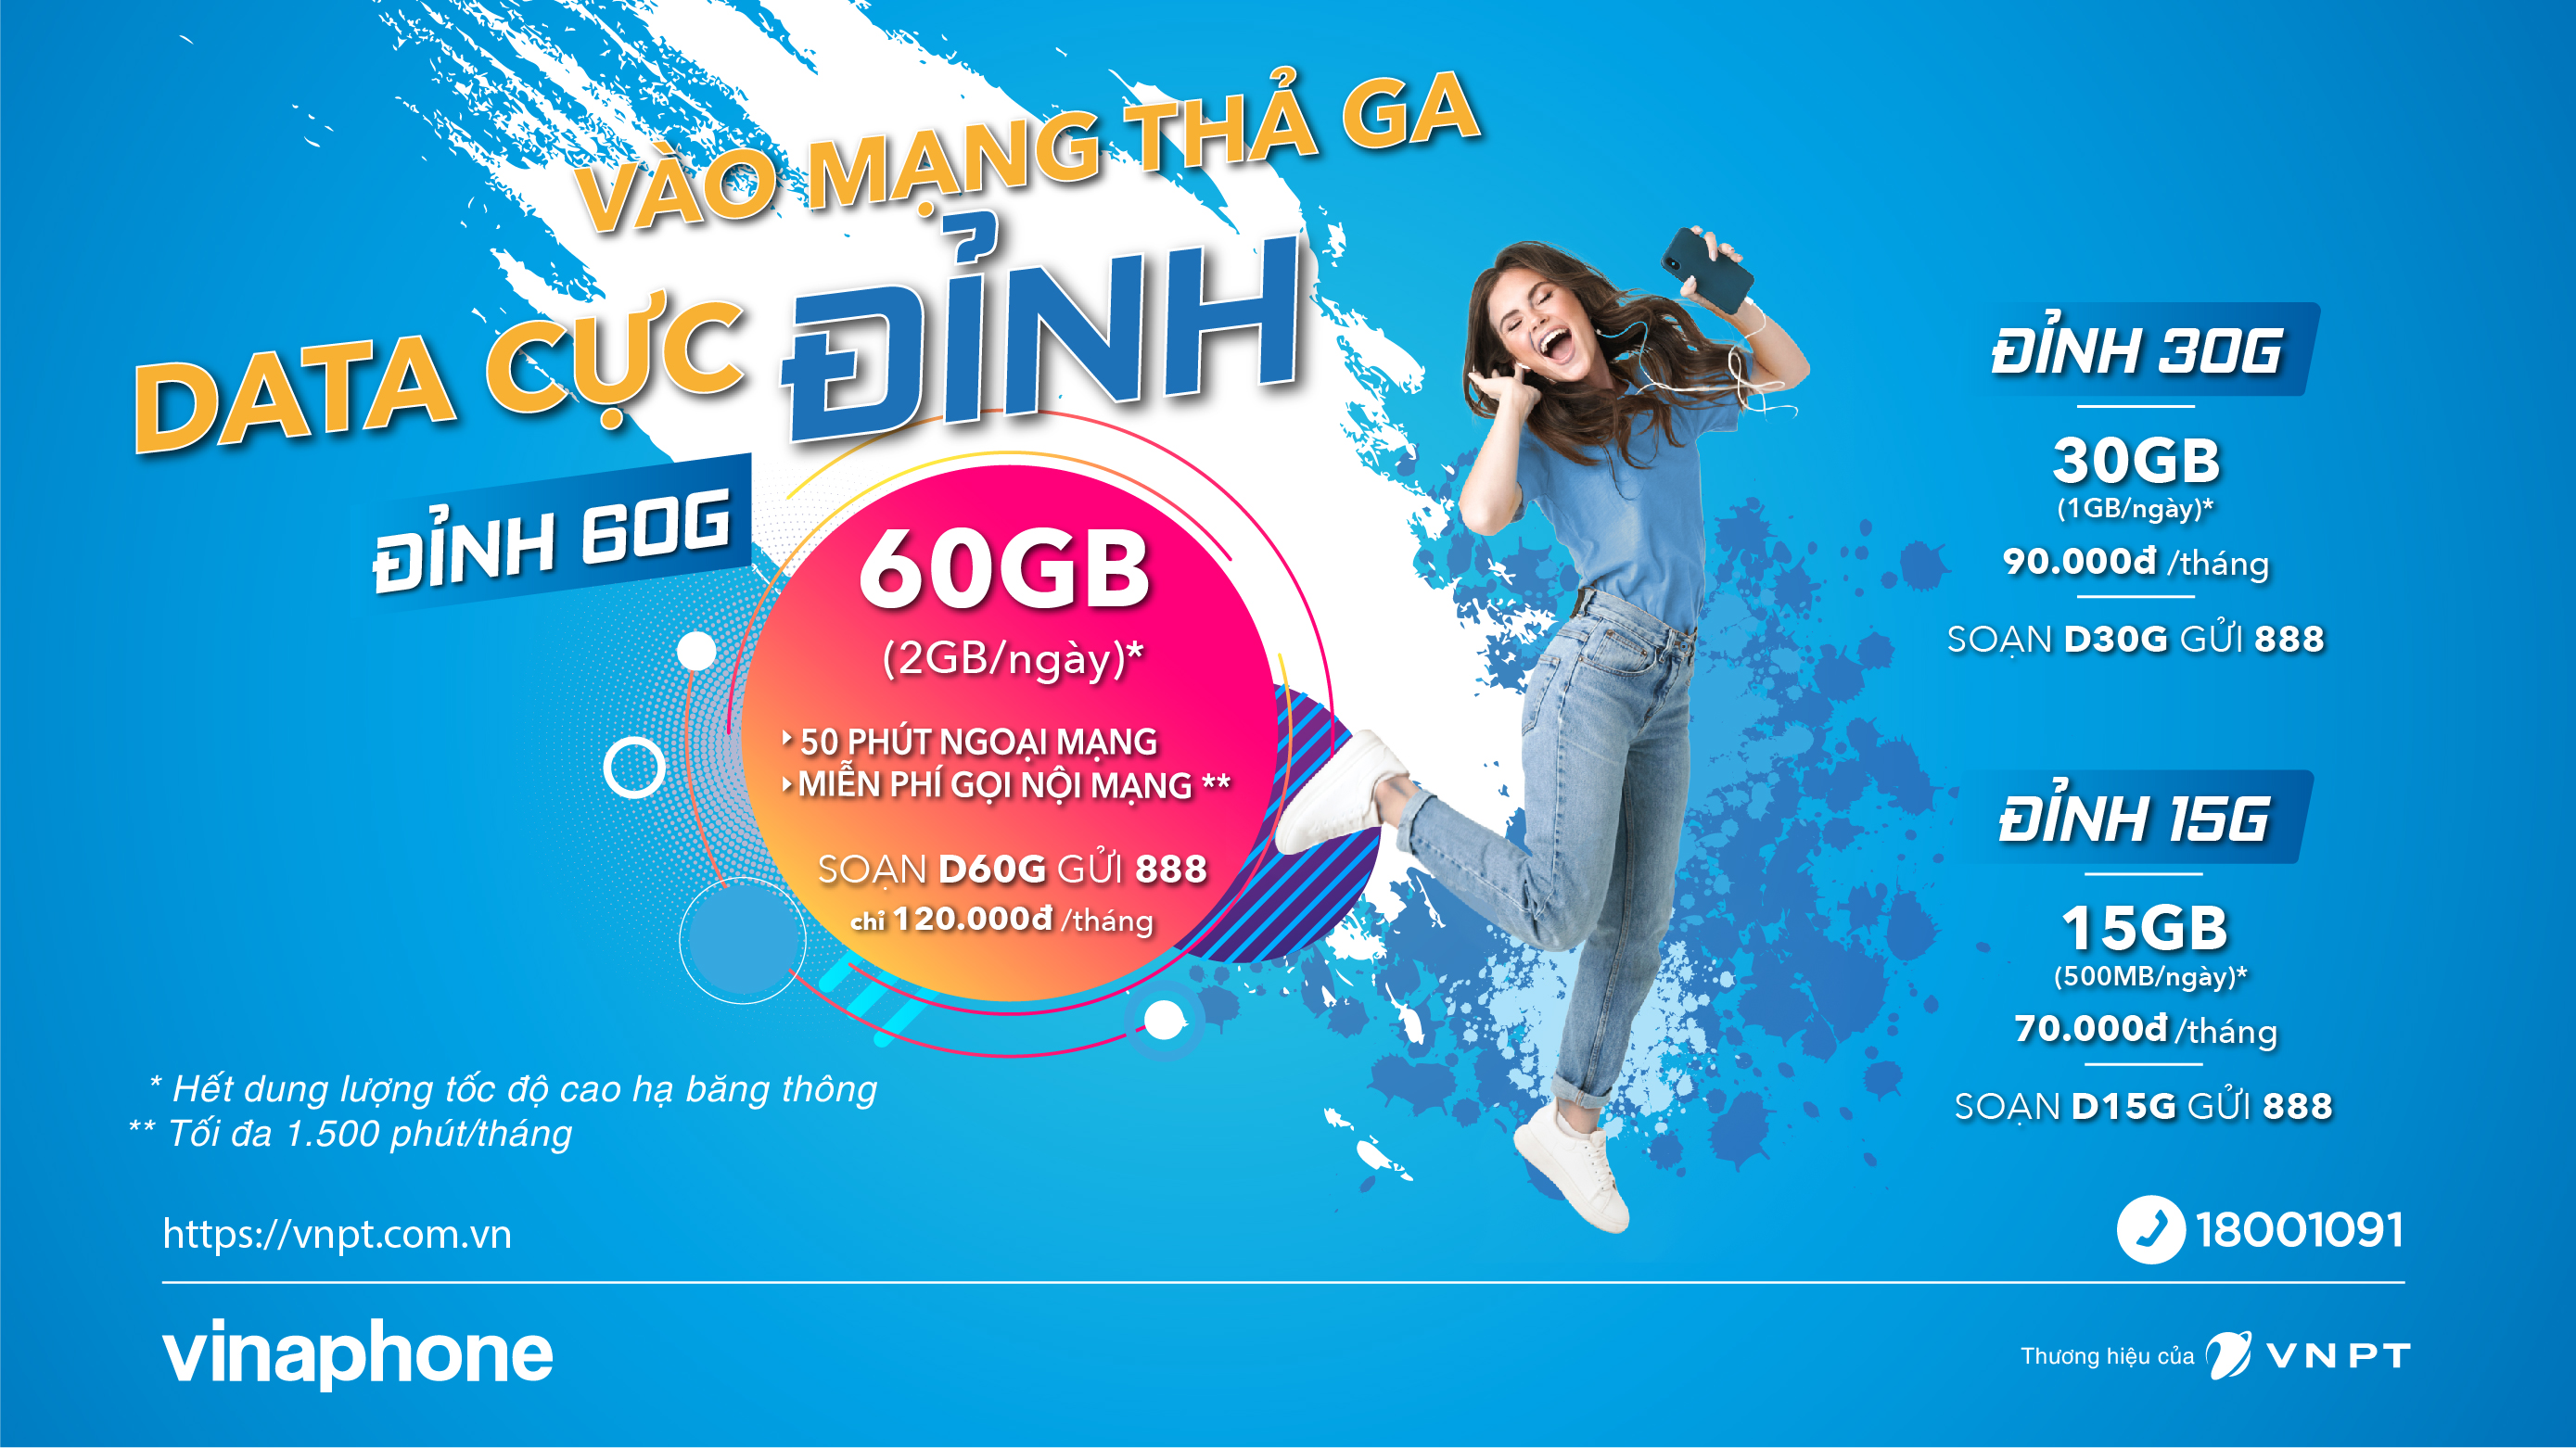 VÀO MẠNG THẢ GA
DATA CỰC ĐỈNH
ĐỈNH 60G
60GB
(2GB/ngày)*
50 PHÚT NGOẠI MẠNG
MIỄN PHÍ GỌI NỘI MẠNG **
SOẠN D60G GỬI 888
chỉ 120.000đ /tháng
ĐỈNH 30G
30GB
(1GB/ngày)*
90.000đ /tháng
SOẠN D30G GỬI 888
ĐỈNH 15G
15GB
(500MB/ngày)*
70.000đ /tháng
SOẠN D15G GỬI 888
* Hết dung lượng tốc độ cao hạ băng thông
** Tối đa 1.500 phút/tháng
https://vnpt.com.vn
18001091
vinaphone
Thương hiệu của VNPT